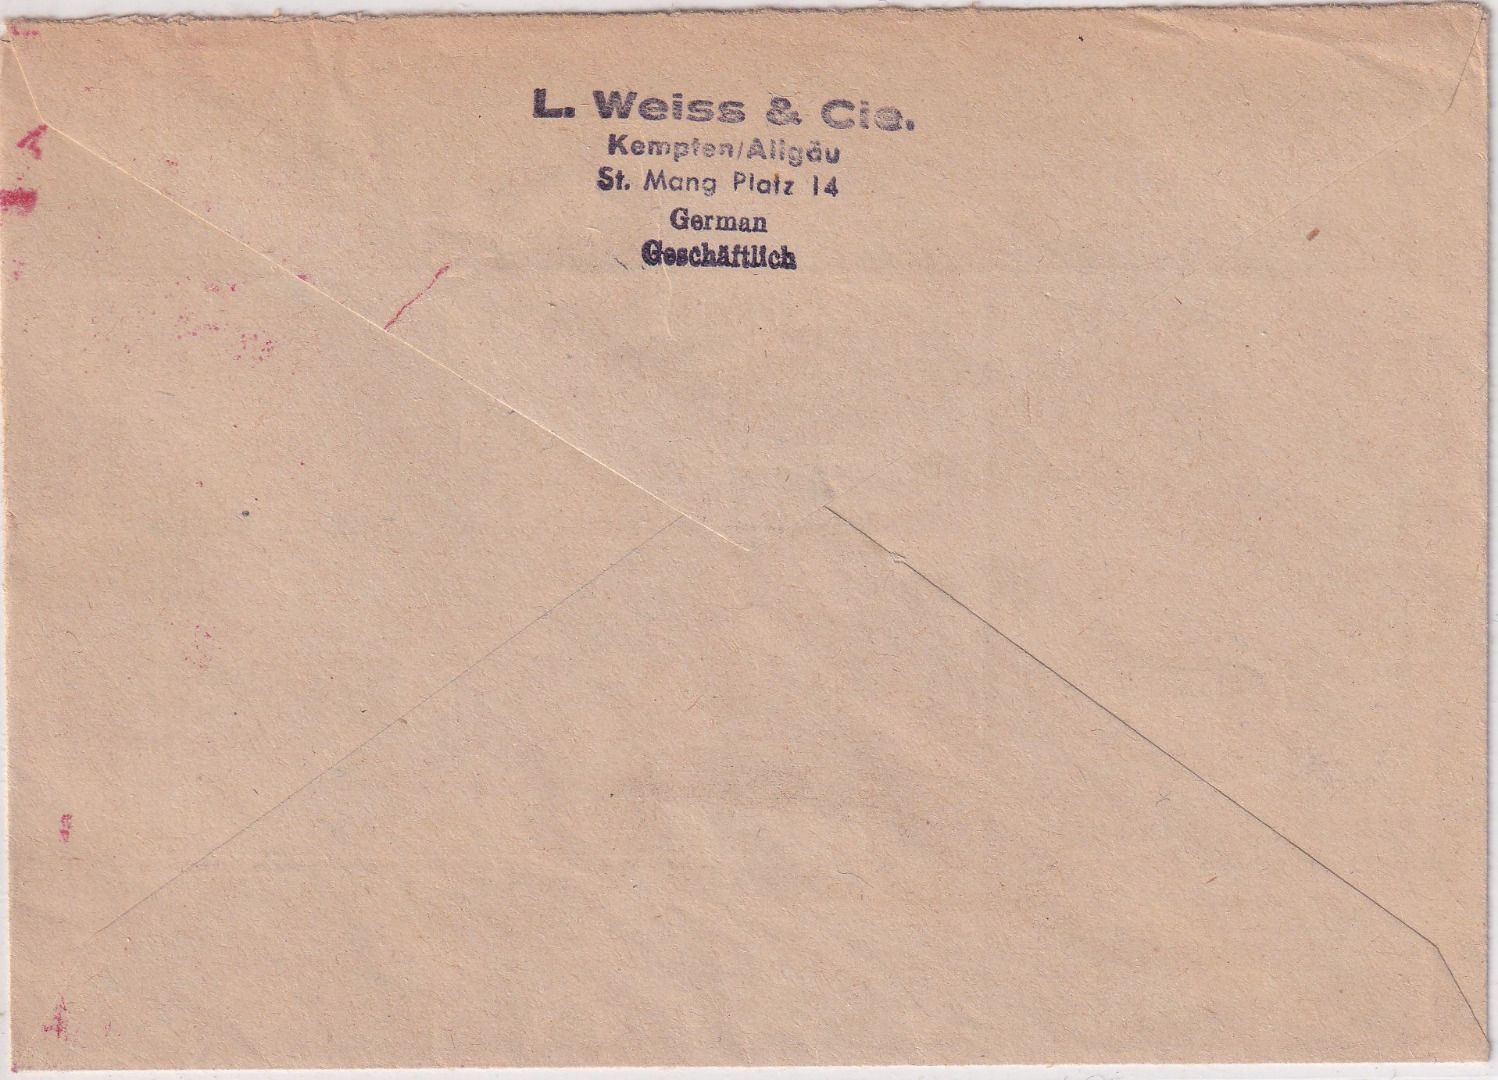 L. Weiss & Cie.
Kempten/Allgäu
St. Mang Platz 14
German
Geschäftlich